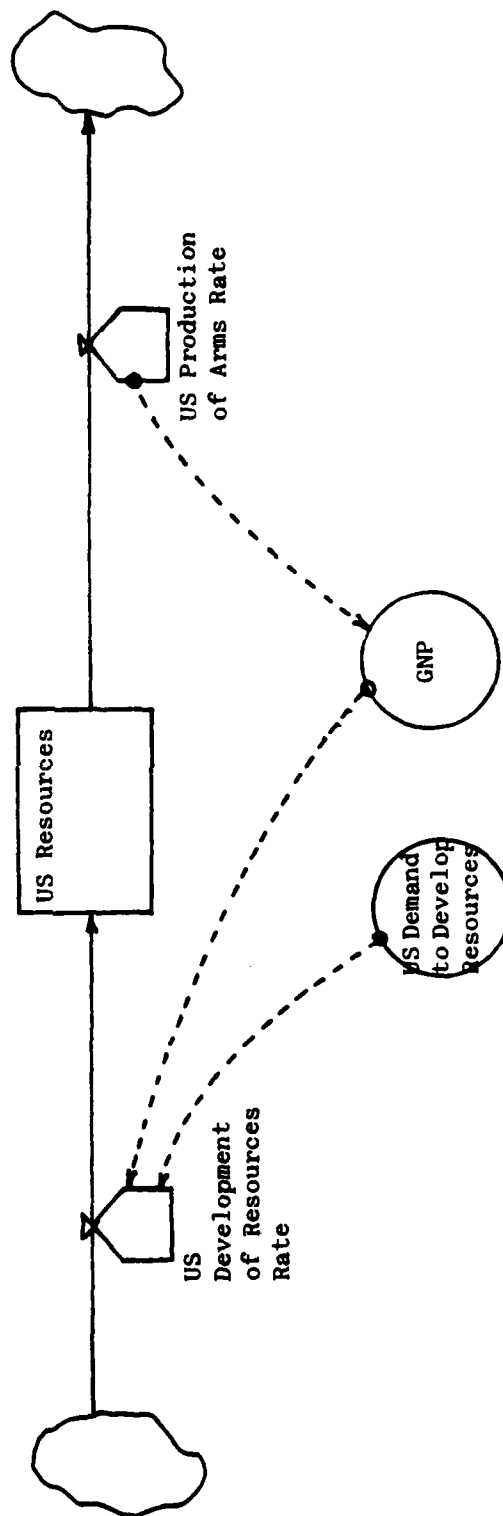 US Resources
US Production
of Arms Rate
US
Development
of Resources
Rate
US Demand
to Develop
Resources
GNP